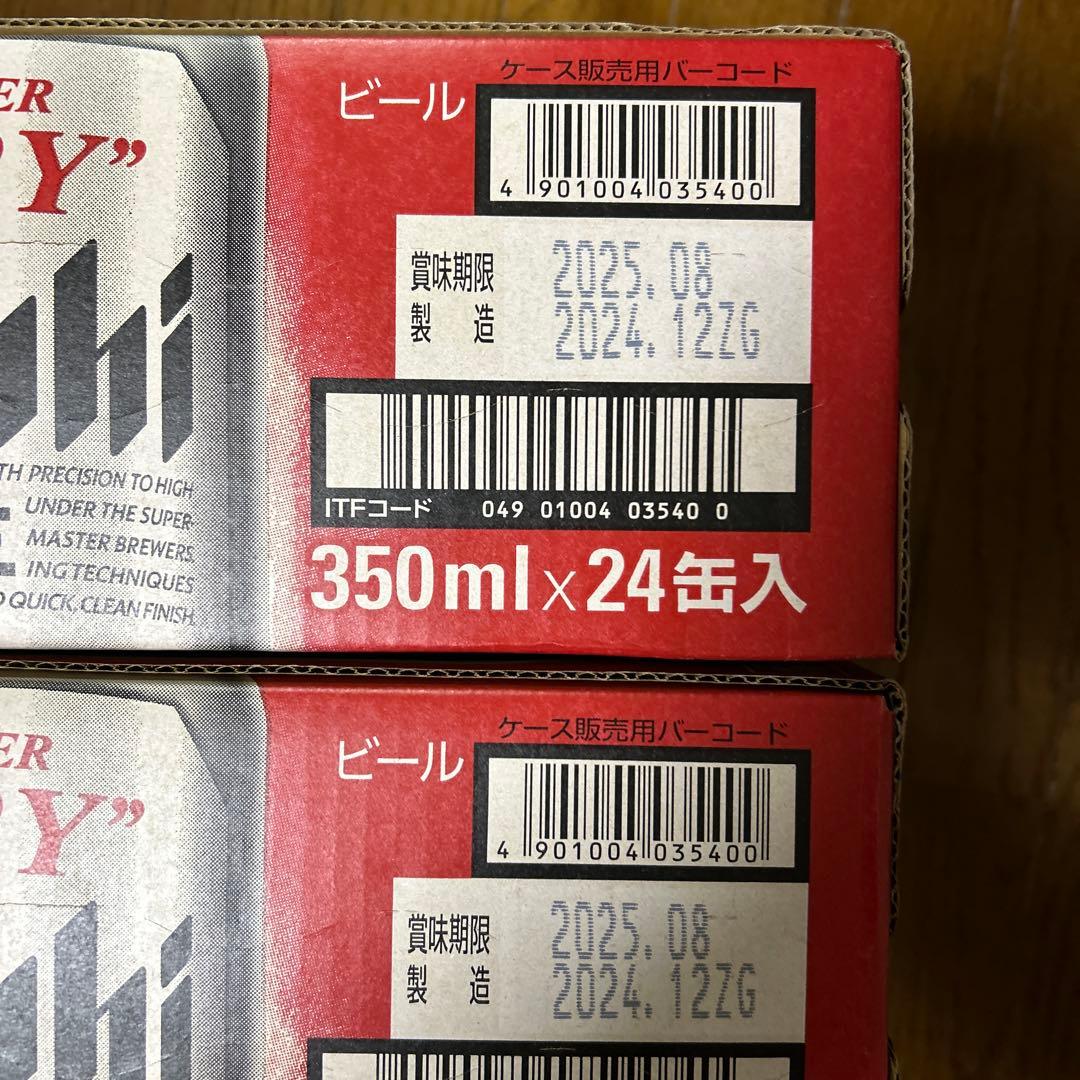 ER
Y”
ビール
ケース販売用バーコード
4 901004 035400
賞味期限 2025.08
製造 2024.12ZG
hi
ITFコード 049 01004 03540 0
350ml×24缶入
TH PRECISION TO HIGH
UNDER THE SUPER-
MASTER BREWERS.
ING TECHNIQUES
QUICK, CLEAN FINISH.
ER
Y”
ビール
ケース販売用バーコード
4 901004 035400
賞味期限 2025.08
製造 2024.12ZG
hi